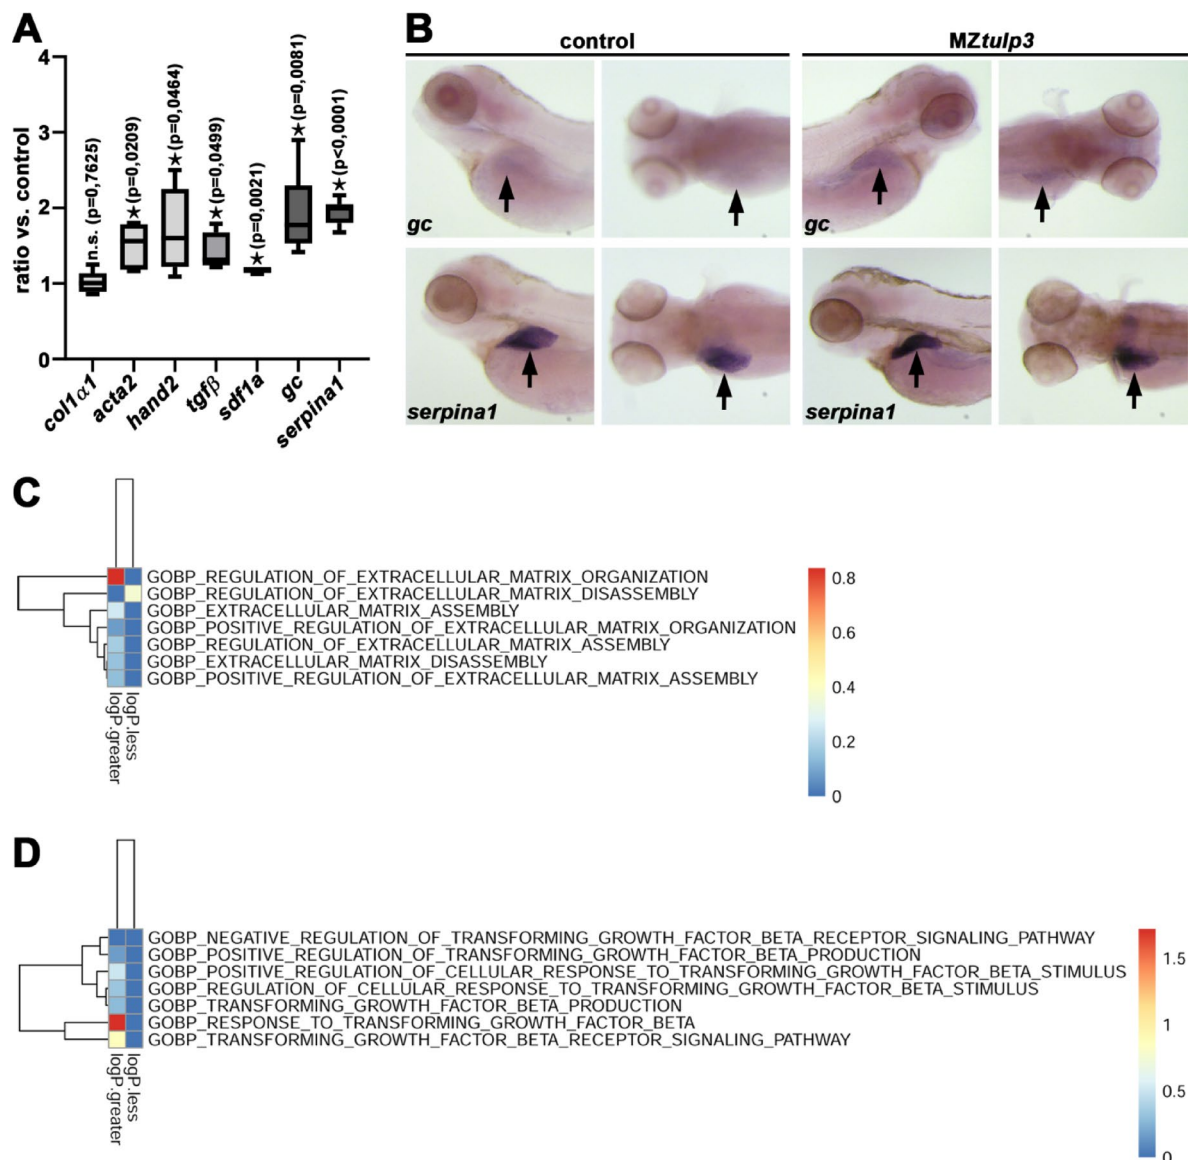 A
4
3
2
1
0
ratio vs. control
n.s. (p=0,7625)
★(p=0,0209)
★(p=0,0464)
★(p=0,0499)
★(p=0,0021)
★(p=0,0081)
★(p<0,0001)
col1α1
acta2
hand2
tgfβ
sdf1a
gc
serpina1
B
control
MZtulp3
gc
gc
serpina1
serpina1
C
GOBP_REGULATION_OF_EXTRACELLULAR_MATRIX_ORGANIZATION
GOBP_REGULATION_OF_EXTRACELLULAR_MATRIX_DISASSEMBLY
GOBP_EXTRACELLULAR_MATRIX_ASSEMBLY
GOBP_POSITIVE_REGULATION_OF_EXTRACELLULAR_MATRIX_ORGANIZATION
GOBP_REGULATION_OF_EXTRACELLULAR_MATRIX_ASSEMBLY
GOBP_EXTRACELLULAR_MATRIX_DISASSEMBLY
GOBP_POSITIVE_REGULATION_OF_EXTRACELLULAR_MATRIX_ASSEMBLY
logP.greater
logP.less
0.8
0.6
0.4
0.2
0
D
GOBP_NEGATIVE_REGULATION_OF_TRANSFORMING_GROWTH_FACTOR_BETA_RECEPTOR_SIGNALING_PATHWAY
GOBP_POSITIVE_REGULATION_OF_TRANSFORMING_GROWTH_FACTOR_BETA_PRODUCTION
GOBP_POSITIVE_REGULATION_OF_CELLULAR_RESPONSE_TO_TRANSFORMING_GROWTH_FACTOR_BETA_STIMULUS
GOBP_REGULATION_OF_CELLULAR_RESPONSE_TO_TRANSFORMING_GROWTH_FACTOR_BETA_STIMULUS
GOBP_TRANSFORMING_GROWTH_FACTOR_BETA_PRODUCTION
GOBP_RESPONSE_TO_TRANSFORMING_GROWTH_FACTOR_BETA
GOBP_TRANSFORMING_GROWTH_FACTOR_BETA_RECEPTOR_SIGNALING_PATHWAY
logP.greater
logP.less
1.5
1
0.5
0